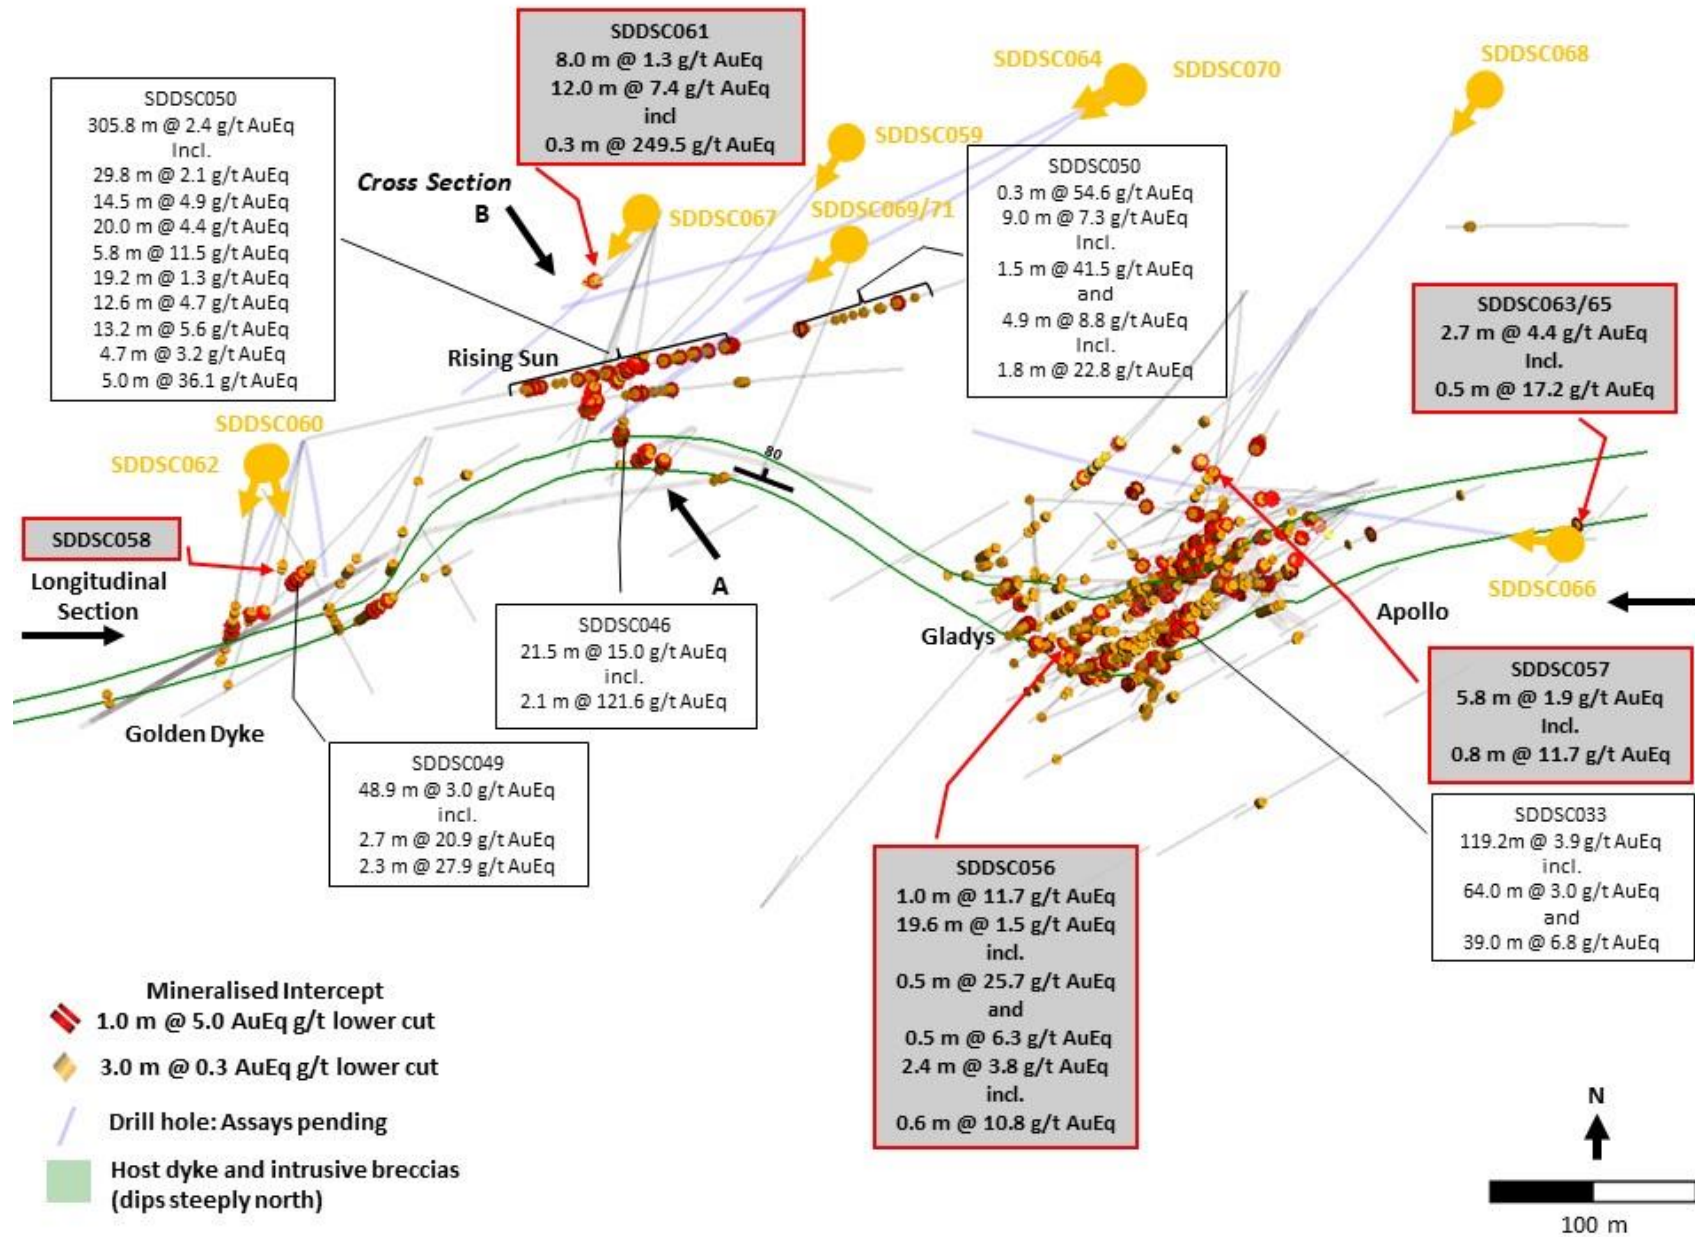 SDDSC050
305.8 m @ 2.4 g/t AuEq
Incl.
29.8 m @ 2.1 g/t AuEq
14.5 m @ 4.9 g/t AuEq
20.0 m @ 4.4 g/t AuEq
5.8 m @ 11.5 g/t AuEq
19.2 m @ 1.3 g/t AuEq
12.6 m @ 4.7 g/t AuEq
13.2 m @ 5.6 g/t AuEq
4.7 m @ 3.2 g/t AuEq
5.0 m @ 36.1 g/t AuEq
SDDSC061
8.0 m @ 1.3 g/t AuEq
12.0 m @ 7.4 g/t AuEq
incl
0.3 m @ 249.5 g/t AuEq
Cross Section
B
SDDSC067
SDDSC059
SDDSC069/71
SDDSC064
SDDSC070
SDDSC068
SDDSC050
0.3 m @ 54.6 g/t AuEq
9.0 m @ 7.3 g/t AuEq
Incl.
1.5 m @ 41.5 g/t AuEq
and
4.9 m @ 8.8 g/t AuEq
Incl.
1.8 m @ 22.8 g/t AuEq
SDDSC063/65
2.7 m @ 4.4 g/t AuEq
Incl.
0.5 m @ 17.2 g/t AuEq
Rising Sun
SDDSC060
SDDSC062
80
SDDSC058
Longitudinal
Section
A
SDDSC066
Apollo
Gladys
Golden Dyke
SDDSC046
21.5 m @ 15.0 g/t AuEq
incl.
2.1 m @ 121.6 g/t AuEq
SDDSC049
48.9 m @ 3.0 g/t AuEq
incl.
2.7 m @ 20.9 g/t AuEq
2.3 m @ 27.9 g/t AuEq
SDDSC057
5.8 m @ 1.9 g/t AuEq
Incl.
0.8 m @ 11.7 g/t AuEq
SDDSC033
119.2m @ 3.9 g/t AuEq
incl.
64.0 m @ 3.0 g/t AuEq
and
39.0 m @ 6.8 g/t AuEq
SDDSC056
1.0 m @ 11.7 g/t AuEq
19.6 m @ 1.5 g/t AuEq
incl.
0.5 m @ 25.7 g/t AuEq
and
0.5 m @ 6.3 g/t AuEq
2.4 m @ 3.8 g/t AuEq
incl.
0.6 m @ 10.8 g/t AuEq
Mineralised Intercept
1.0 m @ 5.0 AuEq g/t lower cut
3.0 m @ 0.3 AuEq g/t lower cut
Drill hole: Assays pending
Host dyke and intrusive breccias
(dips steeply north)
N
100 m